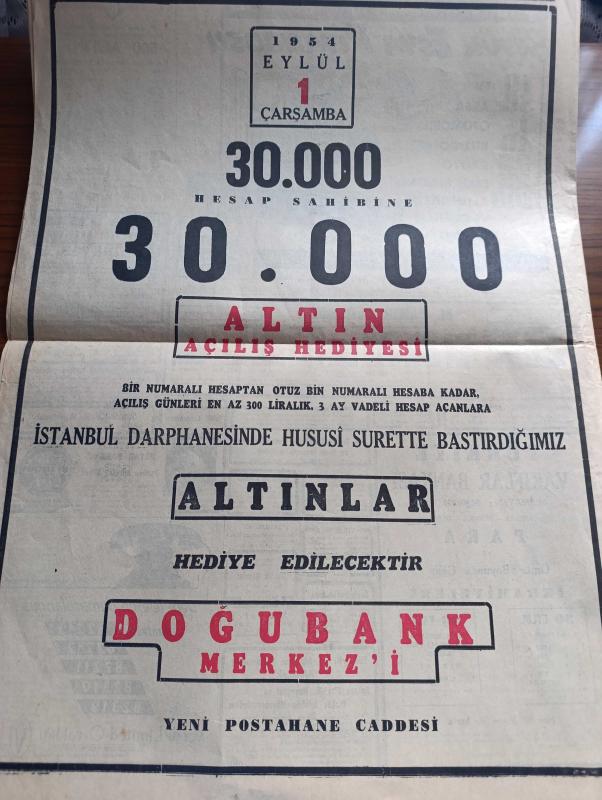 1954
EYLÜL
1
ÇARŞAMBA
30.000
HESAP SAHİBİNE
30.000
ALTIN
AÇILIŞ HEDİYESİ
BİR NUMARALI HESAPTAN OTUZ BİN NUMARALI HESABA KADAR,
AÇILIŞ GÜNLERİ EN AZ 300 LİRALIK, 3 AY VADELİ HESAP ACANLARA
İSTANBUL DARPHANESİNDE HUSUSÎ SURETTE BASTIRDIĞIMIZ
ALTINLAR
HEDİYE EDİLECEKTİR
DOĞUBANK
MERKEZ'İ
YENİ POSTAHANE CADDESİ